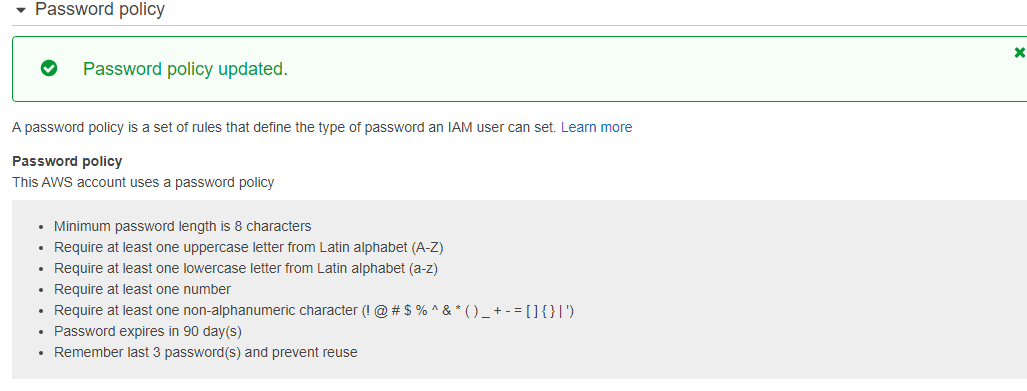 Password policy
Password policy updated.
A password policy is a set of rules that define the type of password an IAM user can set. Learn more
Password policy
This AWS account uses a password policy
• Minimum password length is 8 characters
• Require at least one uppercase letter from Latin alphabet (A-Z)
• Require at least one lowercase letter from Latin alphabet (a-z)
• Require at least one number
• Require at least one non-alphanumeric character (! @ # $ % ^ & * ( ) _ + - = [ ] { } | ')
• Password expires in 90 day(s)
• Remember last 3 password(s) and prevent reuse